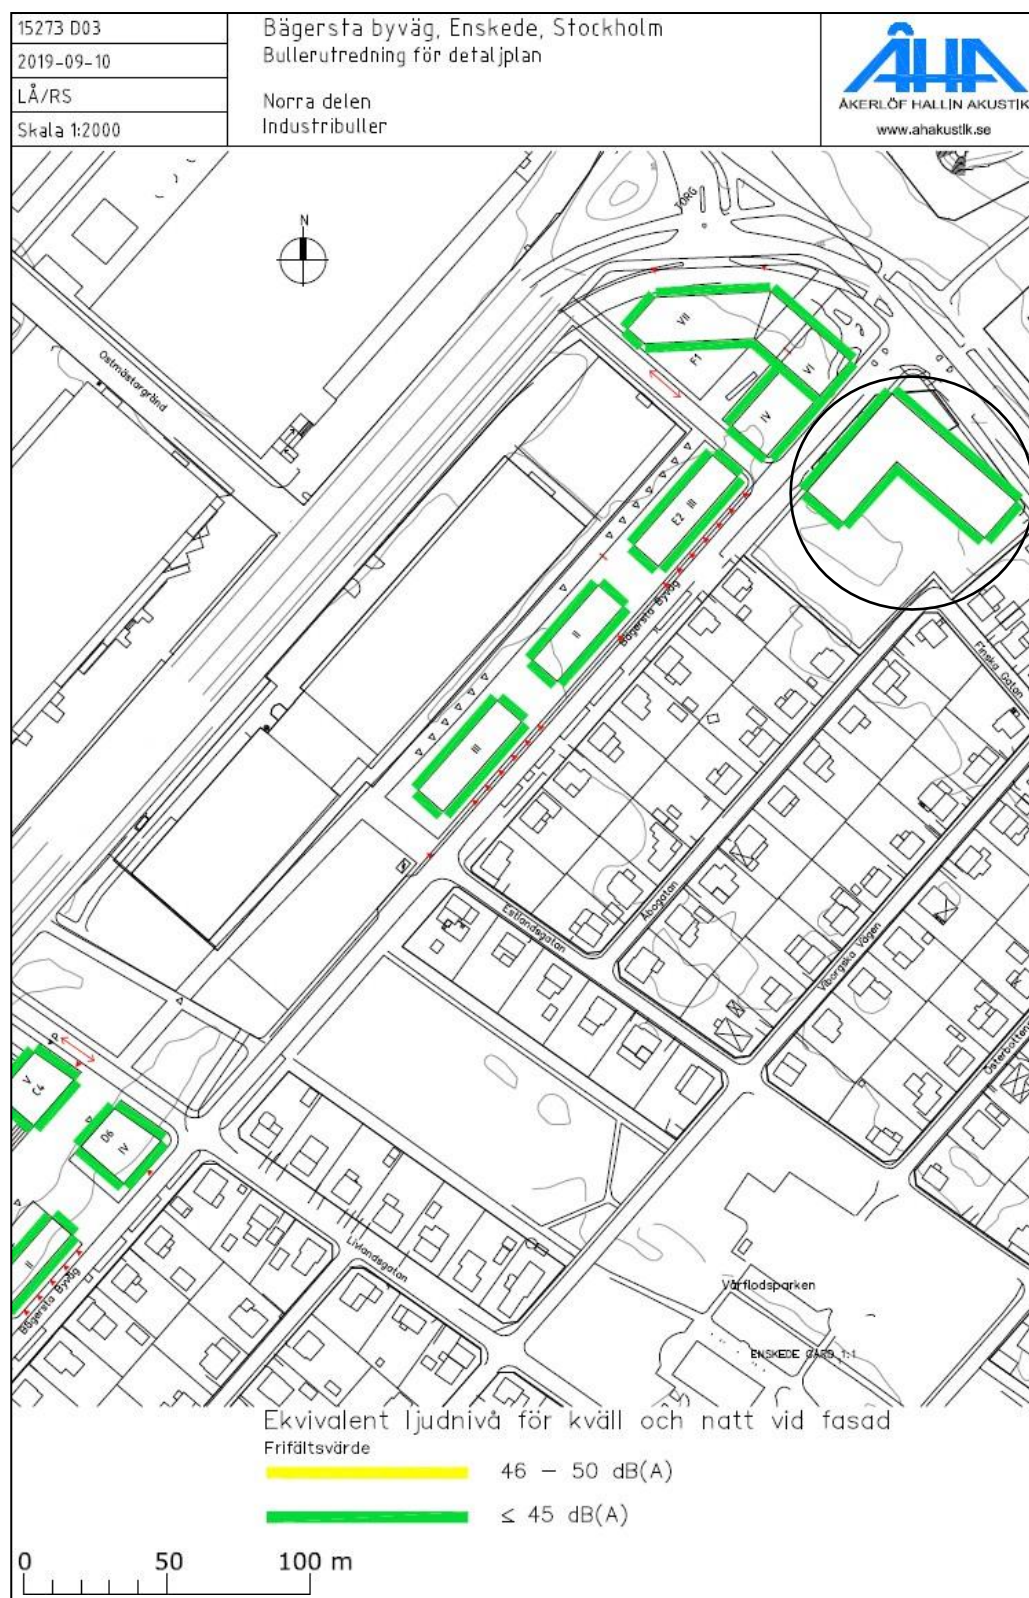 15273 D03
2019-09-10
LÅ/RS
Skala 1:2000
Bägersta byväg, Enskede, Stockholm
Bullerutredning för detaljplan
Norra delen
Industribuller
ÅHA
ÅKERLÖF HALLIN AKUSTIK
www.ahakustik.se
N
TORG
VII
F1
VI
IV
Ostmästargränd
E2 III
II
Bägersta Byväg
Finska Gatan
III
Åbogatan
Estlandsgatan
Viborgska Vägen
P
V
C4
D6
IV
II
Bägersta Byväg
Livlandsgatan
Vårflodsparken
ENSKEDE GÅRD 1:1
Ekvivalent ljudnivå för kväll och natt vid fasad
Frifältsvärde
46 – 50 dB(A)
≤ 45 dB(A)
0 50 100 m